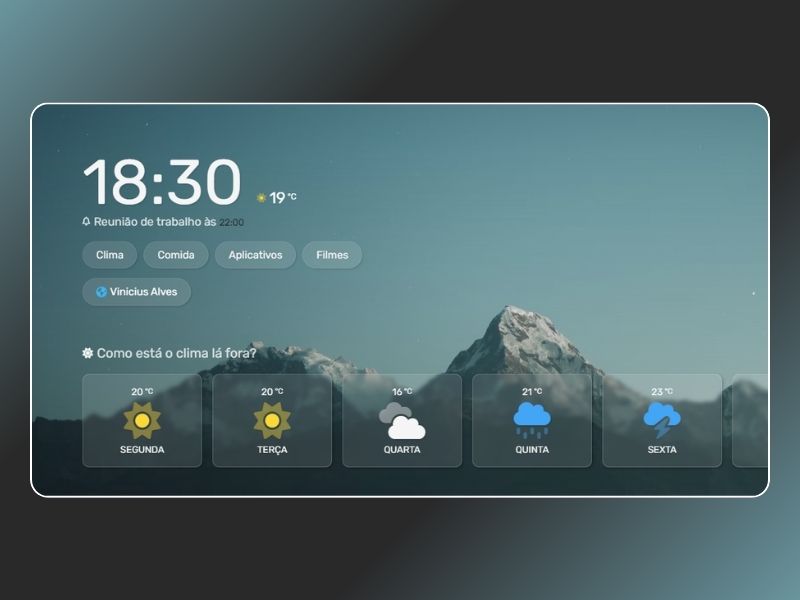 18:30
19 °C
Reunião de trabalho às 22:00
Clima
Comida
Aplicativos
Filmes
Vinicius Alves
Como está o clima lá fora?
20 °C
SEGUNDA
20 °C
TERÇA
16 °C
QUARTA
21 °C
QUINTA
23 °C
SEXTA